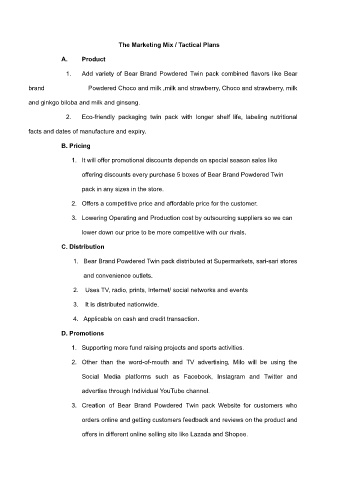 The Marketing Mix / Tactical Plans
A. Product
1. Add variety of Bear Brand Powdered Twin pack combined flavors like Bear
brand Powdered Choco and milk ,milk and strawberry, Choco and strawberry, milk
and ginkgo biloba and milk and ginseng.
2. Eco-friendly packaging twin pack with longer shelf life, labeling nutritional
facts and dates of manufacture and expiry.
B. Pricing
1. It will offer promotional discounts depends on special season sales like
offering discounts every purchase 5 boxes of Bear Brand Powdered Twin
pack in any sizes in the store.
2. Offers a competitive price and affordable price for the customer.
3. Lowering Operating and Production cost by outsourcing suppliers so we can
lower down our price to be more competitive with our rivals.
C. Distribution
1. Bear Brand Powdered Twin pack distributed at Supermarkets, sari-sari stores
and convenience outlets.
2. Uses TV, radio, prints, Internet/ social networks and events
3. It is distributed nationwide.
4. Applicable on cash and credit transaction.
D. Promotions
1. Supporting more fund raising projects and sports activities.
2. Other than the word-of-mouth and TV advertising, Milo will be using the
Social Media platforms such as Facebook, Instagram and Twitter and
advertise through Individual YouTube channel.
3. Creation of Bear Brand Powdered Twin pack Website for customers who
orders online and getting customers feedback and reviews on the product and
offers in different online selling site like Lazada and Shopee.